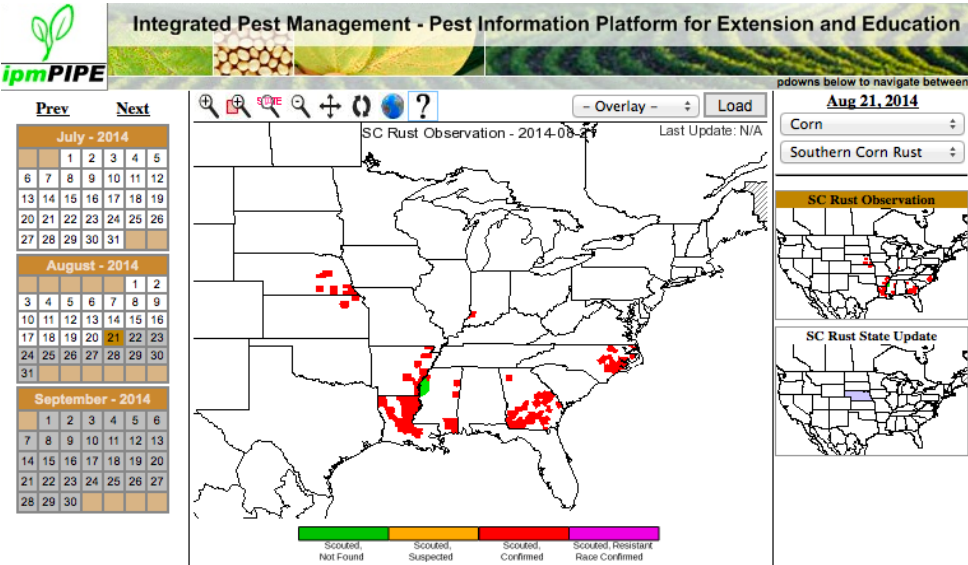 Integrated Pest Management - Pest Information Platform for Extension and Education
ipmPIPE
pdowns below to navigate between
Prev Next
July - 2014
1 2 3 4 5
6 7 8 9 10 11 12
13 14 15 16 17 18 19
20 21 22 23 24 25 26
27 28 29 30 31
August - 2014
1 2
3 4 5 6 7 8 9
10 11 12 13 14 15 16
17 18 19 20 21 22 23
24 25 26 27 28 29 30
31
September - 2014
1 2 3 4 5 6
7 8 9 10 11 12 13
14 15 16 17 18 19 20
21 22 23 24 25 26 27
28 29 30
STATE
?
- Overlay -
Load
SC Rust Observation - 2014-08-21
Last Update: N/A
Scouted, Not Found
Scouted, Suspected
Scouted, Confirmed
Scouted, Resistant Race Confirmed
Aug 21, 2014
Corn
Southern Corn Rust
SC Rust Observation
SC Rust State Update